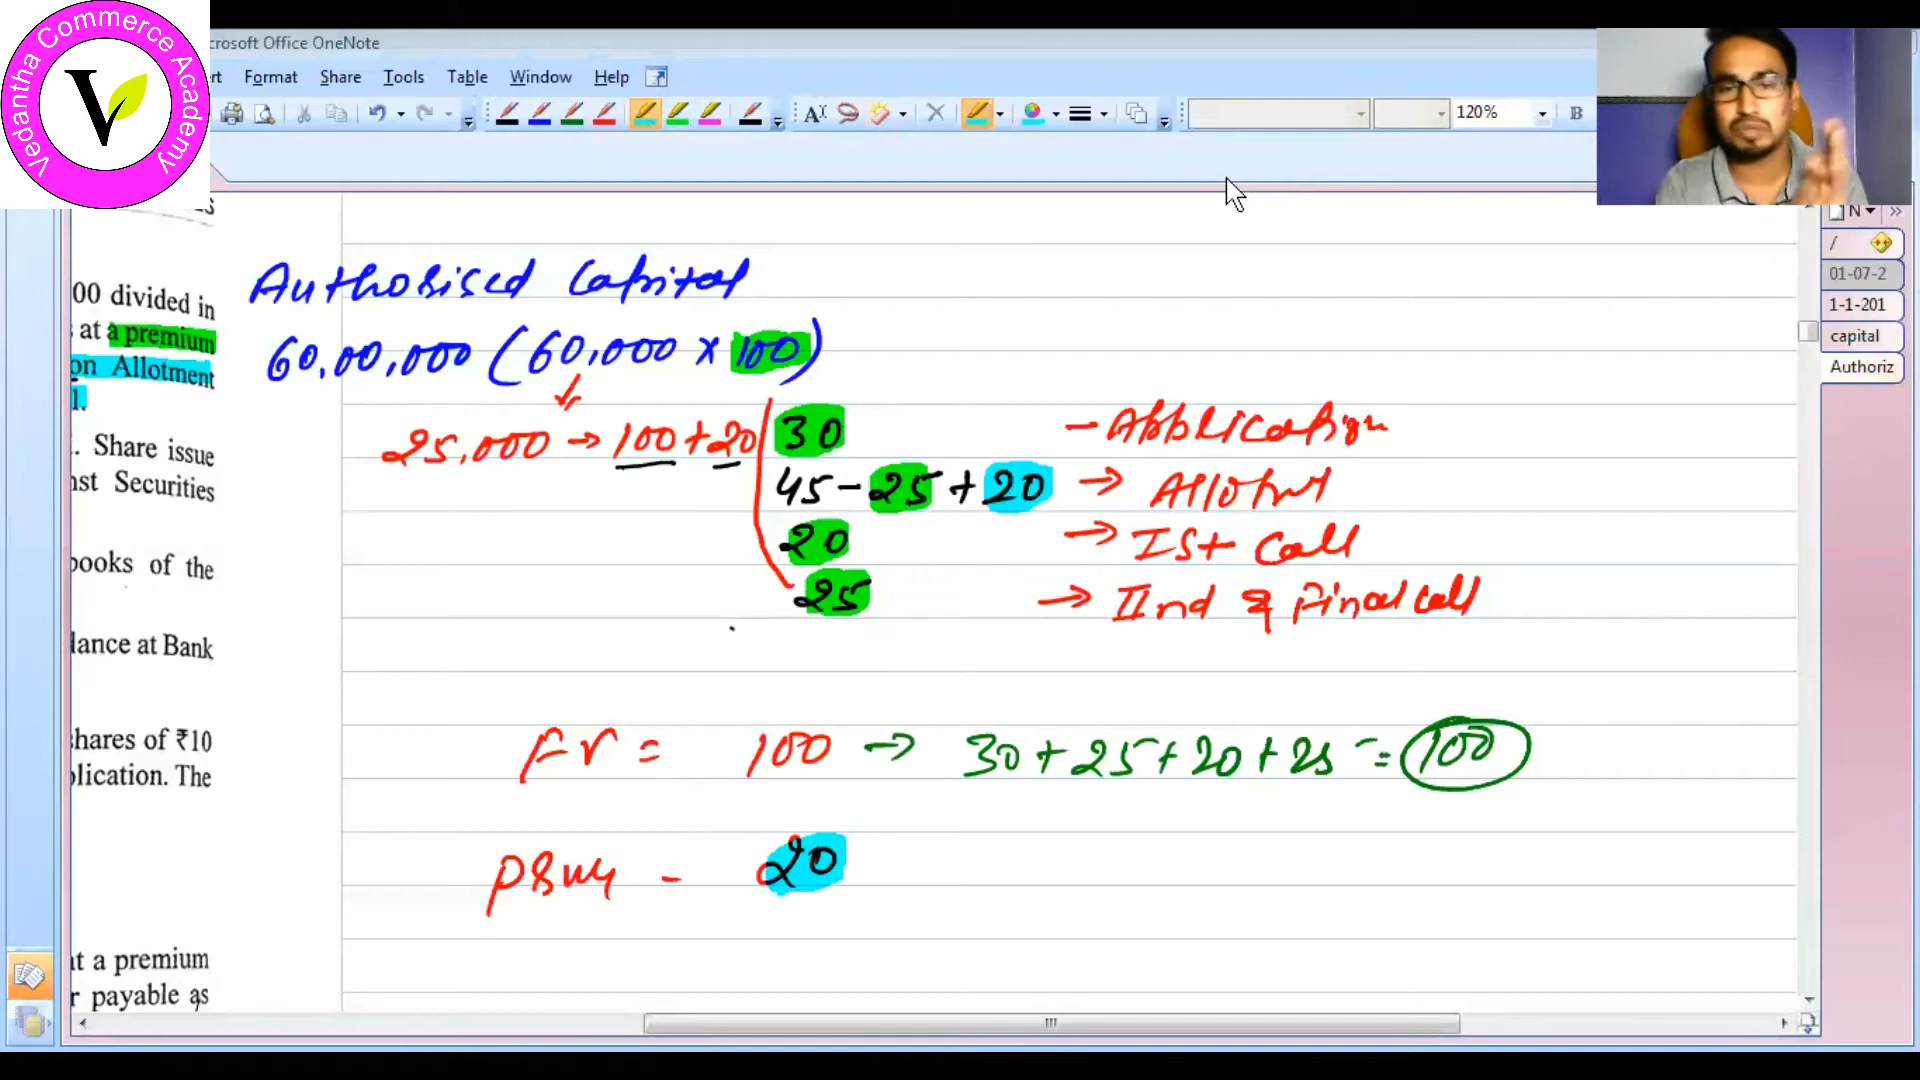 Vedantha Commerce Academy
V
crosoft Office OneNote
rt Format Share Tools Table Window Help
120% B
N
/
01-07-2
1-1-201
capital
Authoriz
00 divided in
s at a premium
on Allotment
l.
. Share issue
nst Securities
books of the
lance at Bank
shares of ₹10
plication. The
at a premium
r payable as
Authorised Capital
60,00,000 (60,000 × 100)
25,000 → 100 + 20
30 - Application
45 - 25 + 20 → Allotmt
20 → Ist Call
25 → IInd & Final Call
FV = 100 → 30 + 25 + 20 + 25 = 100
- 20